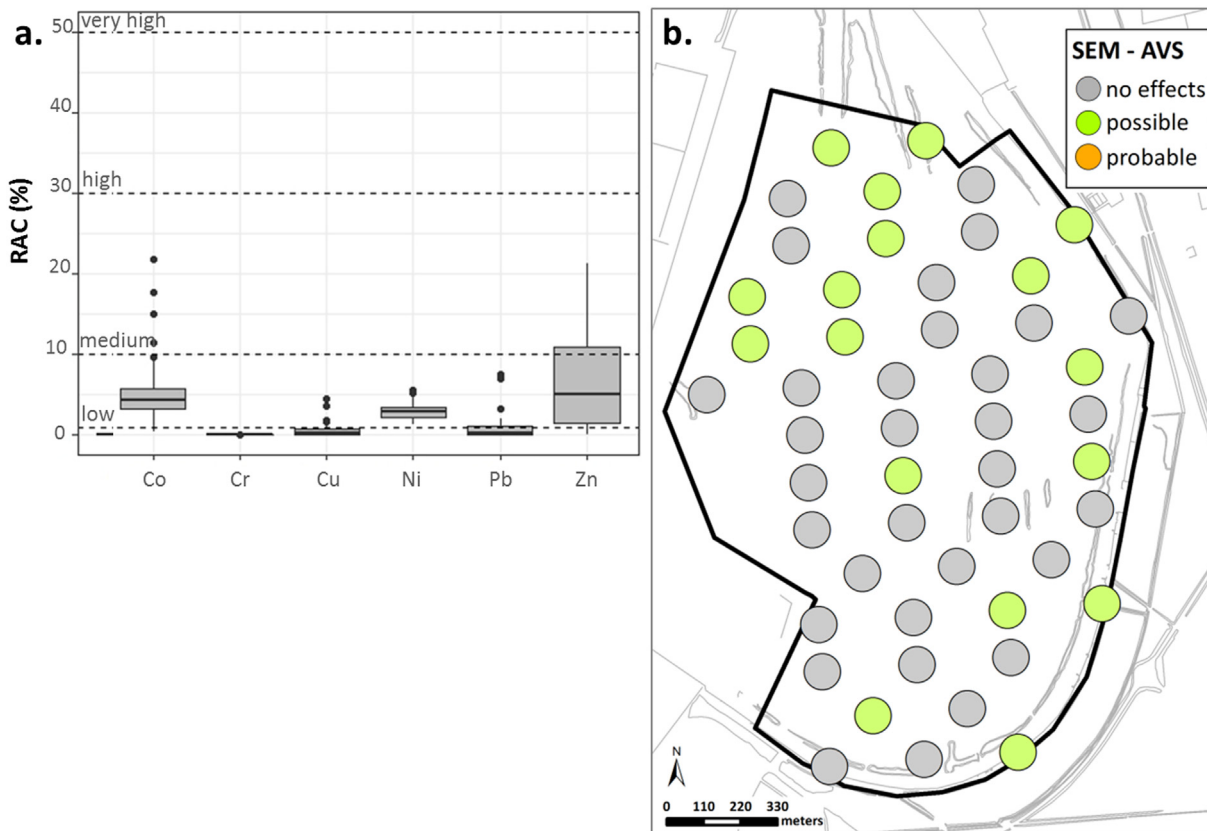 a.
very high
50
40
high
30
20
medium
10
low
0
RAC (%)
Co Cr Cu Ni Pb Zn
b.
SEM - AVS
no effects
possible
probable
N
0 110 220 330
meters